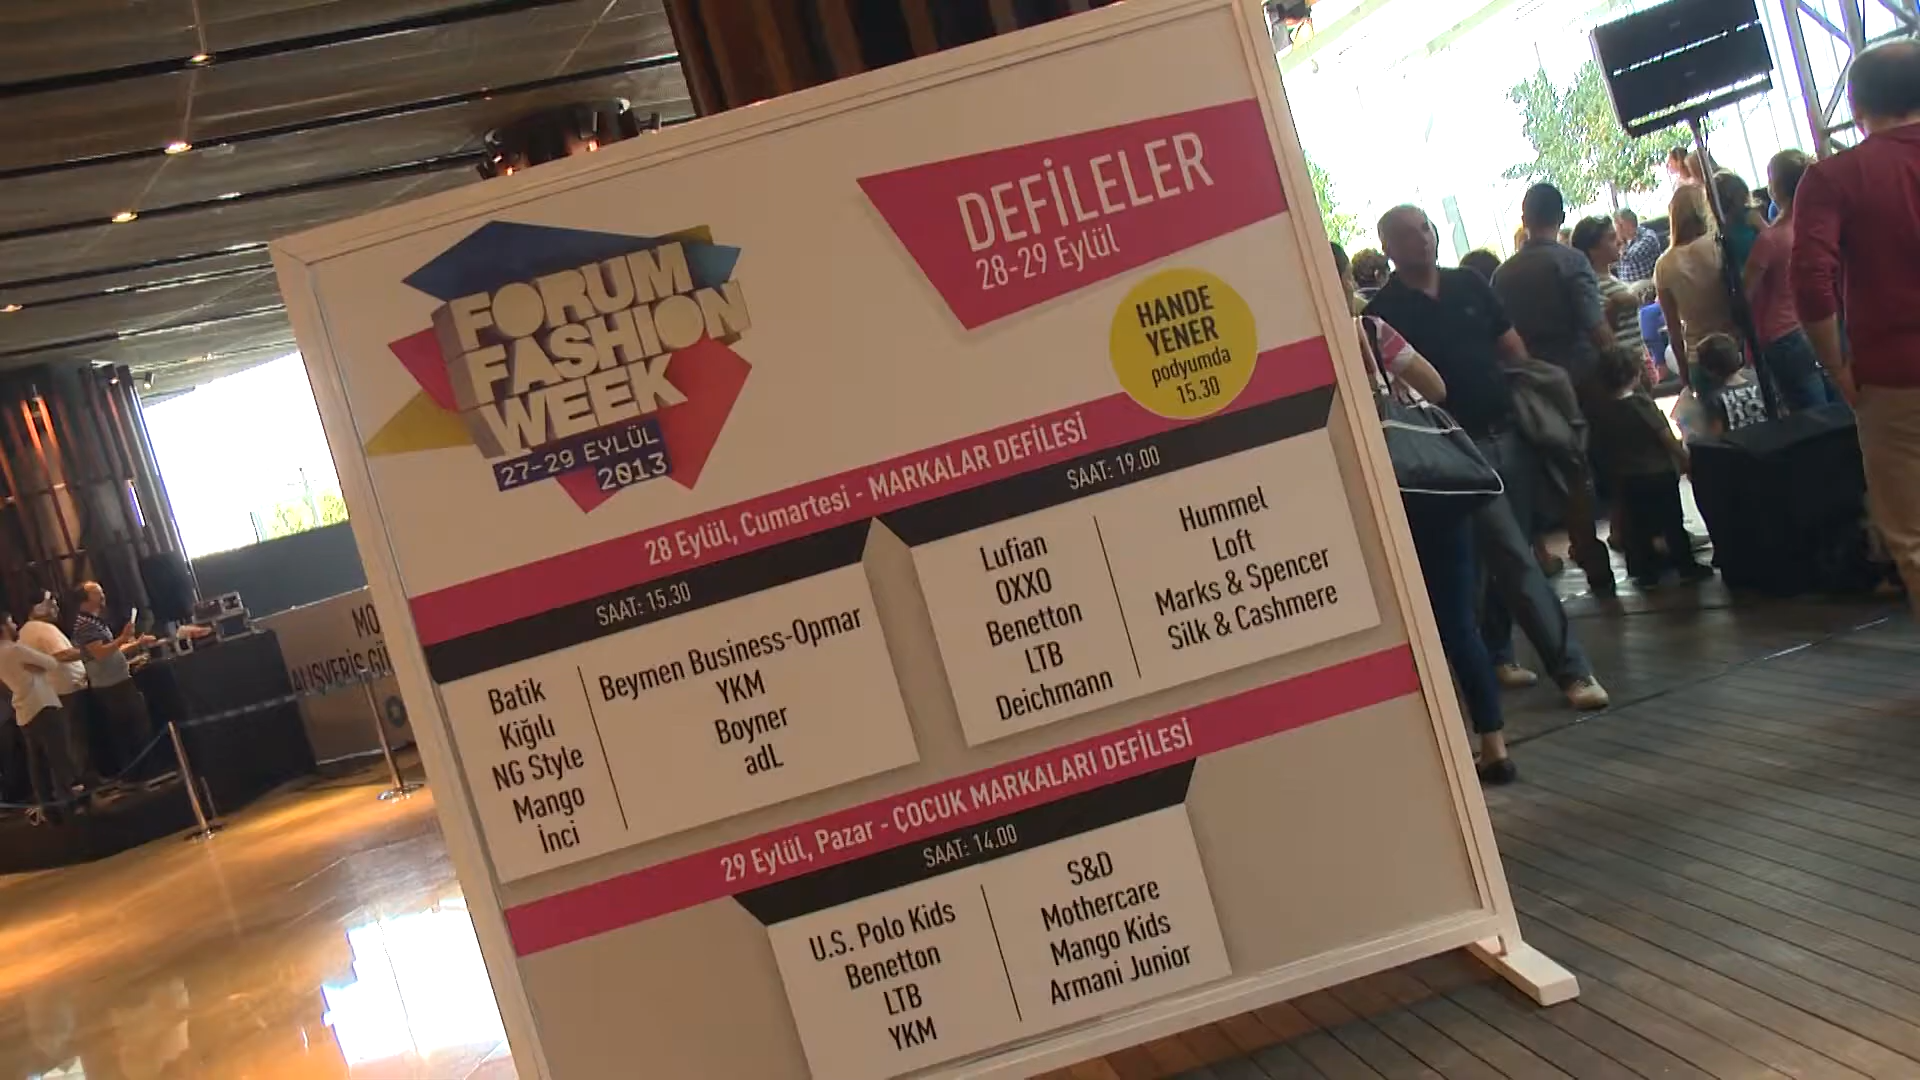 FORUM
FASHION
WEEK
27-29 EYLÜL
2013
DEFİLELER
28-29 Eylül
HANDE
YENER
podyumda
15.30
28 Eylül, Cumartesi - MARKALAR DEFİLESİ
SAAT: 15.30
Batik
Kiğılı
NG Style
Mango
İnci
Beymen Business-Opmar
YKM
Boyner
adL
SAAT: 19.00
Lufian
OXXO
Benetton
LTB
Deichmann
Hummel
Loft
Marks & Spencer
Silk & Cashmere
29 Eylül, Pazar - ÇOCUK MARKALARI DEFİLESİ
SAAT: 14.00
U.S. Polo Kids
Benetton
LTB
YKM
S&D
Mothercare
Mango Kids
Armani Junior
ALIŞVERİŞ
HEY